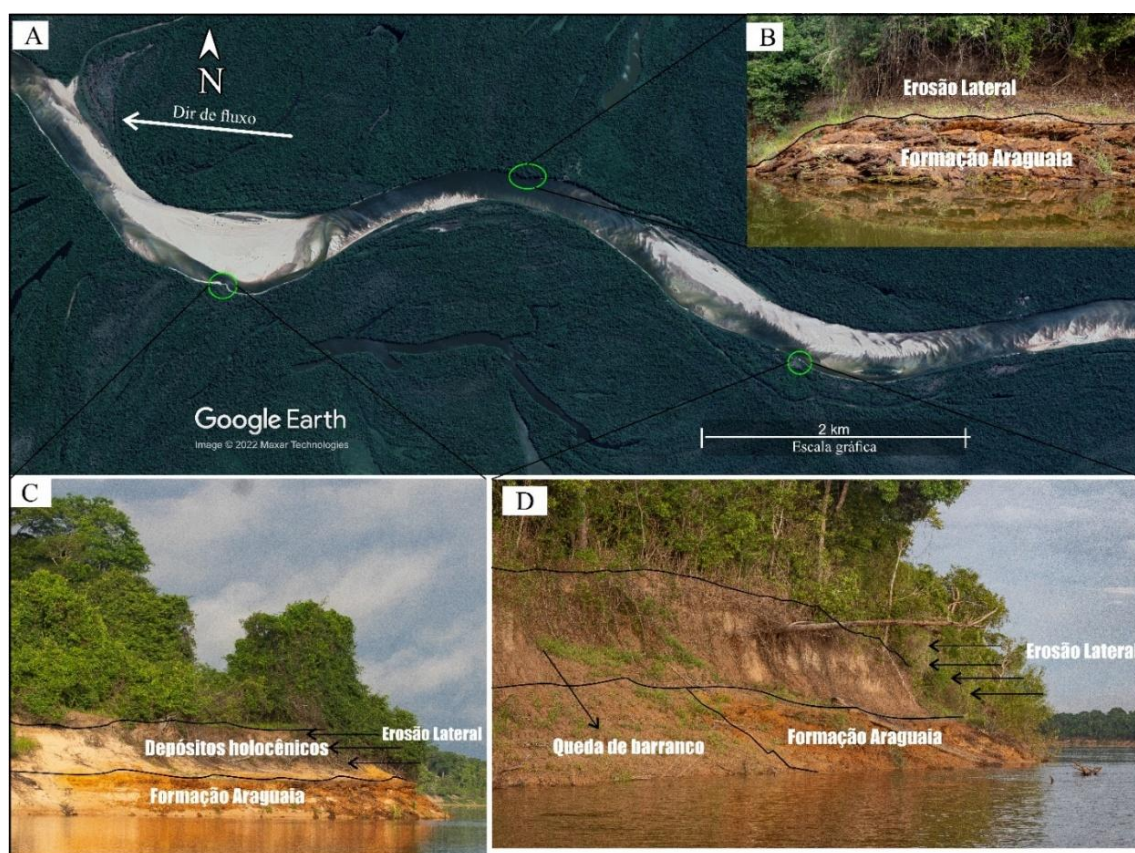 A
N
Dir de fluxo
Google Earth
Image © 2022 Maxar Technologies
2 km
Escala gráfica
B
Erosão Lateral
Formação Araguaia
C
Erosão Lateral
Depósitos holocênicos
Formação Araguaia
D
Erosão Lateral
Queda de barranco
Formação Araguaia